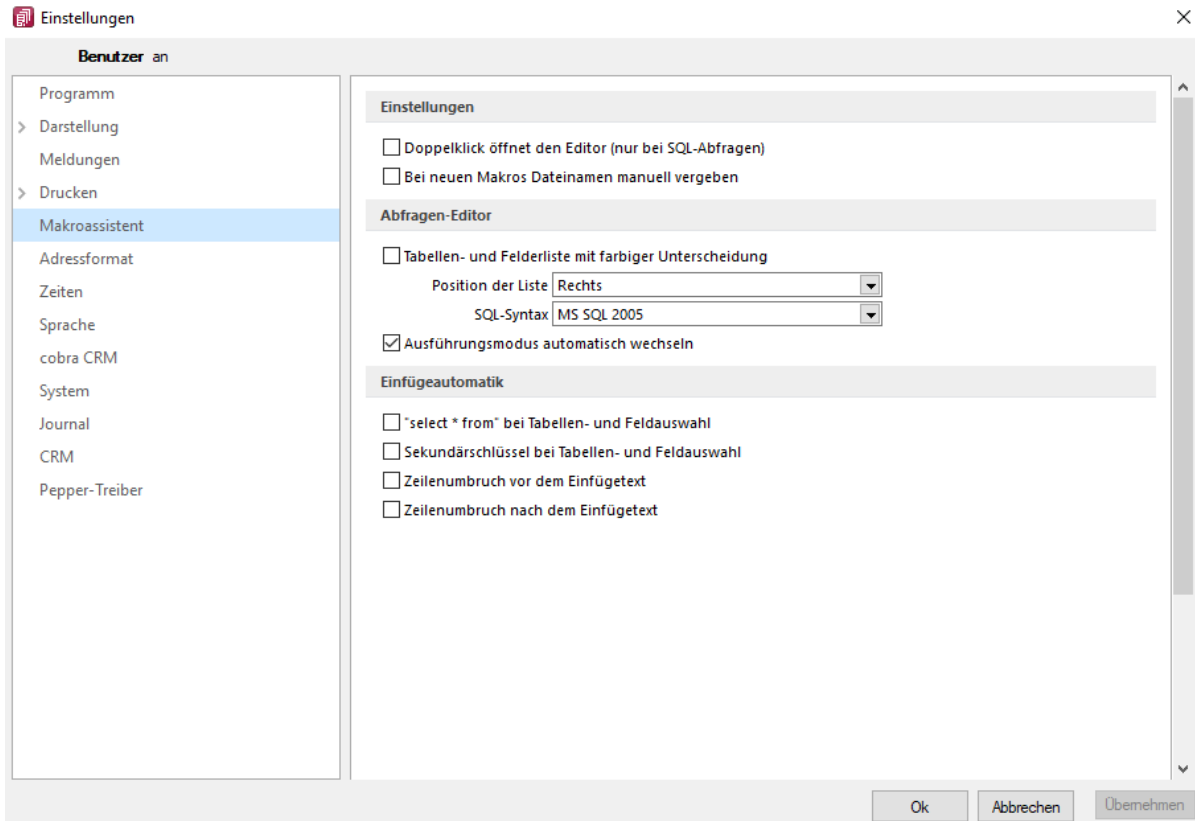 Einstellungen
Benutzer an
Programm
Darstellung
Meldungen
Drucken
Makroassistent
Adressformat
Zeiten
Sprache
cobra CRM
System
Journal
CRM
Pepper-Treiber
Einstellungen
Doppelklick öffnet den Editor (nur bei SQL-Abfragen)
Bei neuen Makros Dateinamen manuell vergeben
Abfragen-Editor
Tabellen- und Felderliste mit farbiger Unterscheidung
Position der Liste Rechts
SQL-Syntax MS SQL 2005
Ausführungsmodus automatisch wechseln
Einfügeautomatik
"select * from" bei Tabellen- und Feldauswahl
Sekundärschlüssel bei Tabellen- und Feldauswahl
Zeilenumbruch vor dem Einfügetext
Zeilenumbruch nach dem Einfügetext
Ok Abbrechen Übernehmen